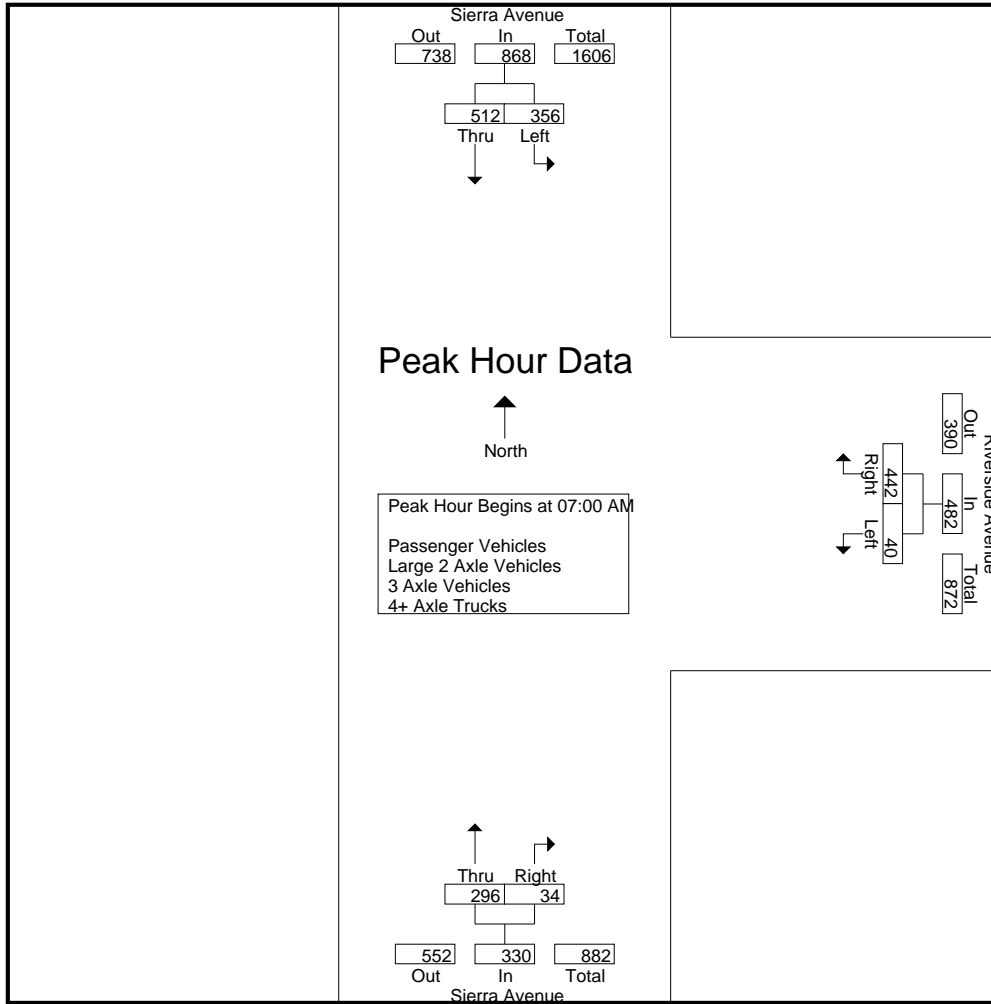 Sierra Avenue
Out In Total
738 868 1606
512 356
Thru Left
Peak Hour Data
North
Peak Hour Begins at 07:00 AM
Passenger Vehicles
Large 2 Axle Vehicles
3 Axle Vehicles
4+ Axle Trucks
Riverside Avenue
Out In Total
390 482 872
442 40
Right Left
Thru Right
296 34
552 330 882
Out In Total
Sierra Avenue